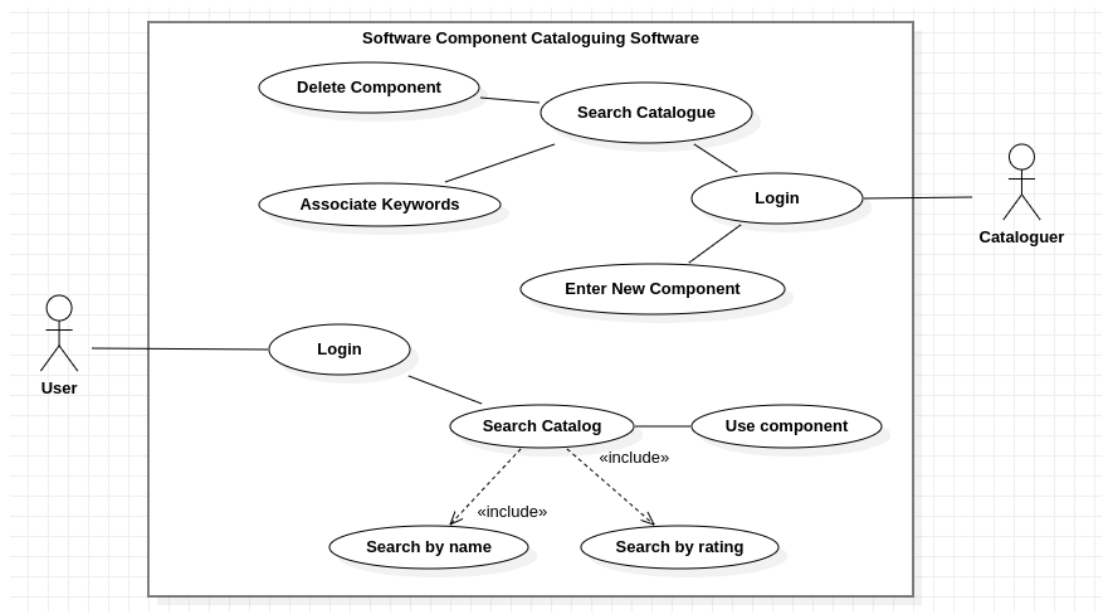 Software Component Cataloguing Software
Delete Component
Search Catalogue
Associate Keywords
Login
Cataloguer
Enter New Component
Login
User
Search Catalog
Use component
«include»
«include»
Search by name
Search by rating